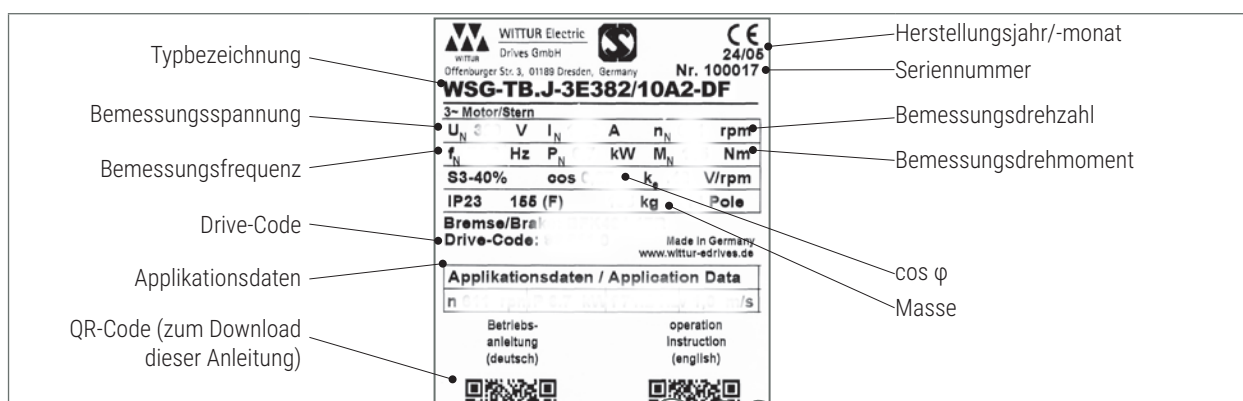 Typbezeichnung
Bemessungsspannung
Bemessungsfrequenz
Drive-Code
Applikationsdaten
QR-Code (zum Download
dieser Anleitung)
WITTUR
WITTUR Electric
Drives GmbH
CE
24/05
Offenburger Str. 3, 01189 Dresden, Germany
Nr. 100017
WSG-TB.J-3E382/10A2-DF
3~ Motor/Stern
U_N V I_N A n_N rpm
f_N Hz P_N kW M_N Nm
S3-40% cos k_e V/rpm
IP23 155 (F) kg Pole
Bremse/Brak
Drive-Code:
Made in Germany
www.wittur-edrives.de
Applikationsdaten / Application Data
n /s
Betriebs-
anleitung
(deutsch)
operation
instruction
(english)
Herstellungsjahr/-monat
Seriennummer
Bemessungsdrehzahl
Bemessungsdrehmoment
cos φ
Masse